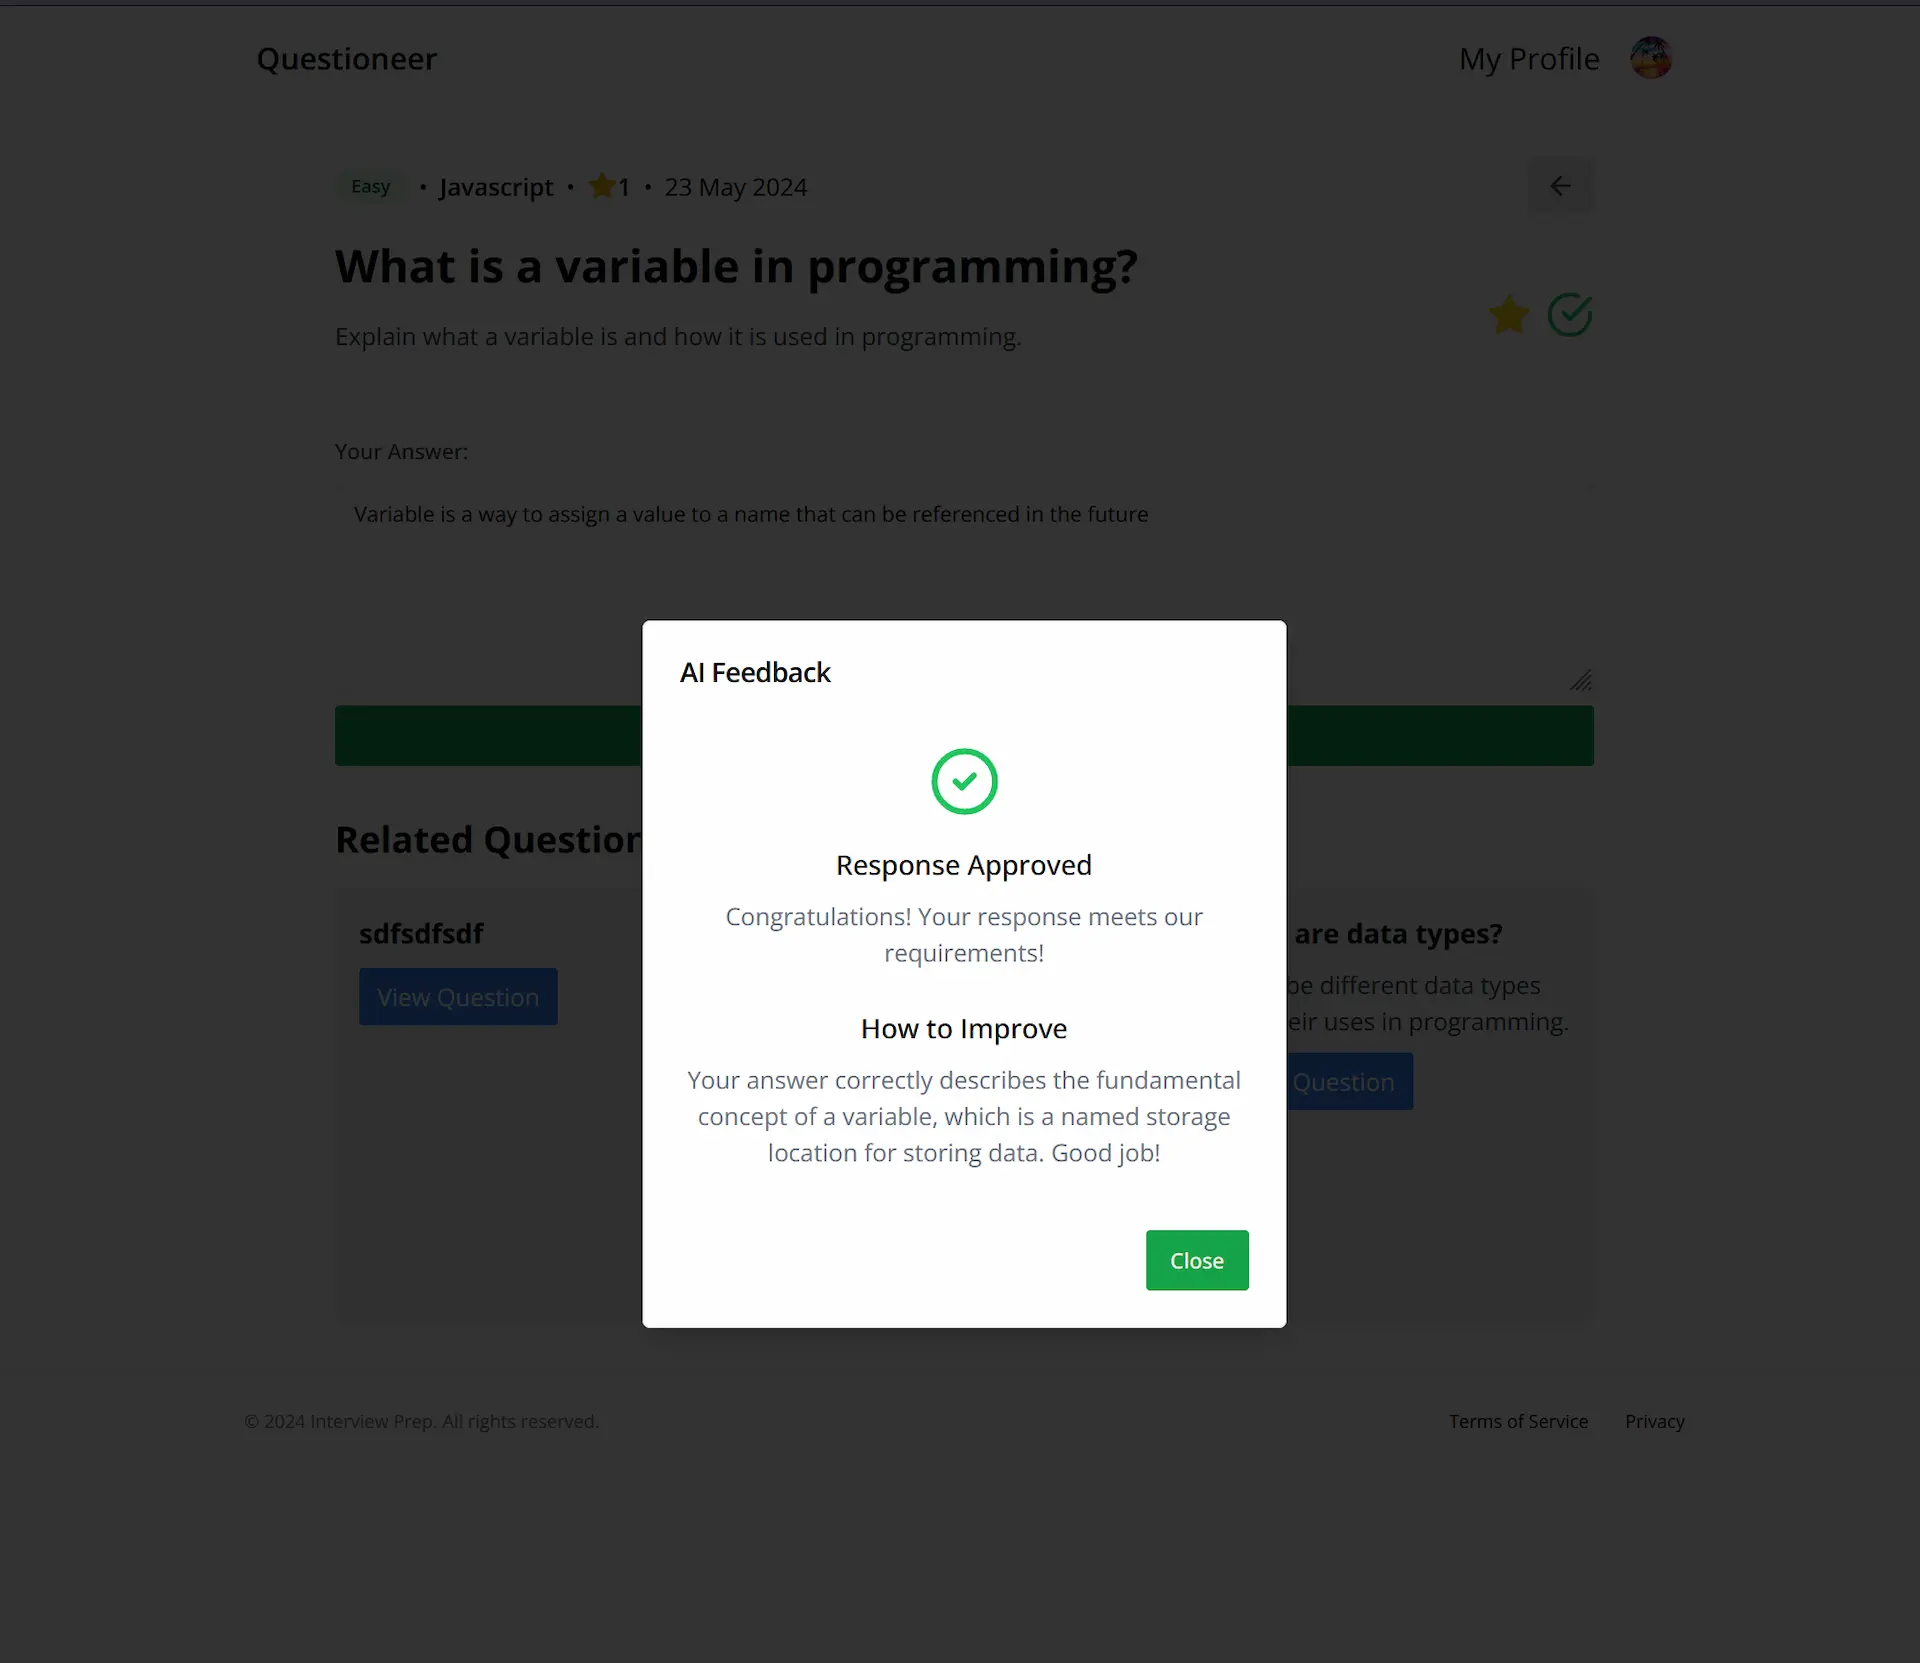 Questioneer
My Profile
Easy • Javascript • 1 • 23 May 2024
What is a variable in programming?
Explain what a variable is and how it is used in programming.
Your Answer:
Variable is a way to assign a value to a name that can be referenced in the future
AI Feedback
Response Approved
Congratulations! Your response meets our
requirements!
How to Improve
Your answer correctly describes the fundamental
concept of a variable, which is a named storage
location for storing data. Good job!
Close
Related Question
sdfsdfsdf
View Question
are data types?
be different data types
eir uses in programming.
Question
© 2024 Interview Prep. All rights reserved.
Terms of Service
Privacy